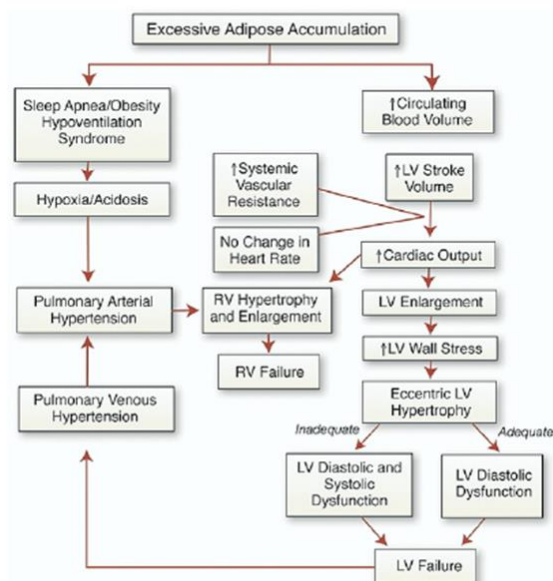 Excessive Adipose Accumulation
Sleep Apnea/Obesity
Hypoventilation
Syndrome
↑Circulating
Blood Volume
↑Systemic
Vascular
Resistance
↑LV Stroke
Volume
Hypoxia/Acidosis
No Change in
Heart Rate
↑Cardiac Output
Pulmonary Arterial
Hypertension
RV Hypertrophy
and Enlargement
LV Enlargement
↑LV Wall Stress
RV Failure
Pulmonary Venous
Hypertension
Eccentric LV
Hypertrophy
Inadequate
Adequate
LV Diastolic and
Systolic
Dysfunction
LV Diastolic
Dysfunction
LV Failure